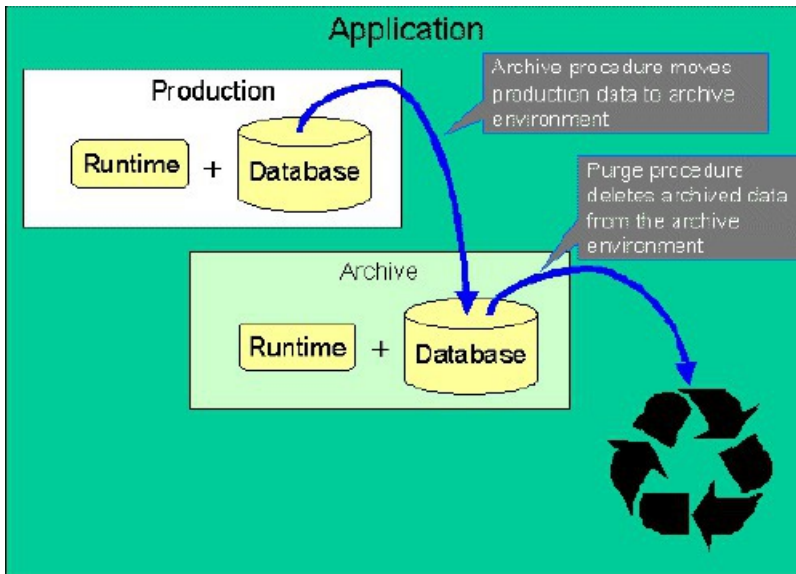 Application
Production
Runtime
+
Database
Archive procedure moves
production data to archive
environment
Purge procedure
deletes archived data
from the archive
environment
Archive
Runtime
+
Database